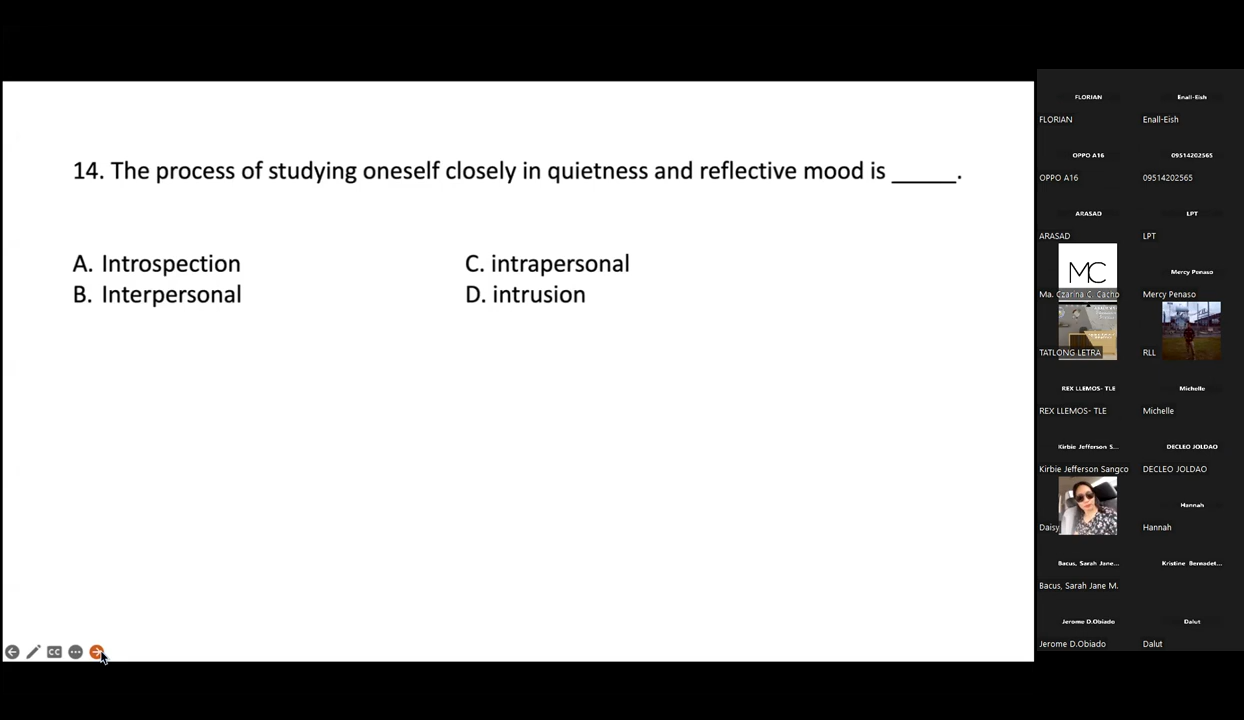 14. The process of studying oneself closely in quietness and reflective mood is _____.
A. Introspection
B. Interpersonal
C. intrapersonal
D. intrusion
CC
FLORIAN
FLORIAN
Enall-Eish
Enall-Eish
OPPO A16
OPPO A16
09514202565
09514202565
ARASAD
ARASAD
LPT
LPT
MC
Ma. Czarina C. Cacho
Mercy Penaso
Mercy Penaso
TATLONG LETRA
RLL
REX LLEMOS- TLE
REX LLEMOS- TLE
Michelle
Michelle
Kirbie Jefferson S...
Kirbie Jefferson Sangco
DECLEO JOLDAO
DECLEO JOLDAO
Daisy
Hannah
Hannah
Bacus, Sarah Jane...
Bacus, Sarah Jane M.
Kristine Bernadet...
Jerome D.Obiado
Jerome D.Obiado
Dalut
Dalut